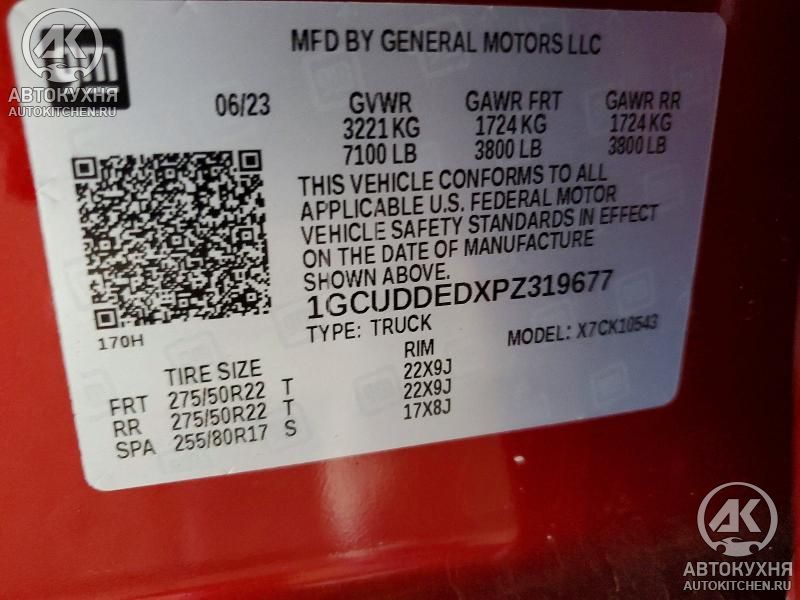 gm
АВТОКУХНЯ
AUTOKITCHEN.RU
MFD BY GENERAL MOTORS LLC
06/23 GVWR GAWR FRT GAWR RR
3221 KG 1724 KG 1724 KG
7100 LB 3800 LB 3800 LB
THIS VEHICLE CONFORMS TO ALL
APPLICABLE U.S. FEDERAL MOTOR
VEHICLE SAFETY STANDARDS IN EFFECT
ON THE DATE OF MANUFACTURE
SHOWN ABOVE.
1GCUDDEDXPZ319677
TYPE: TRUCK MODEL: X7CK10543
170H
TIRE SIZE RIM
FRT 275/50R22 T 22X9J
RR 275/50R22 T 22X9J
SPA 255/80R17 S 17X8J
АК
АВТОКУХНЯ
AUTOKITCHEN.RU